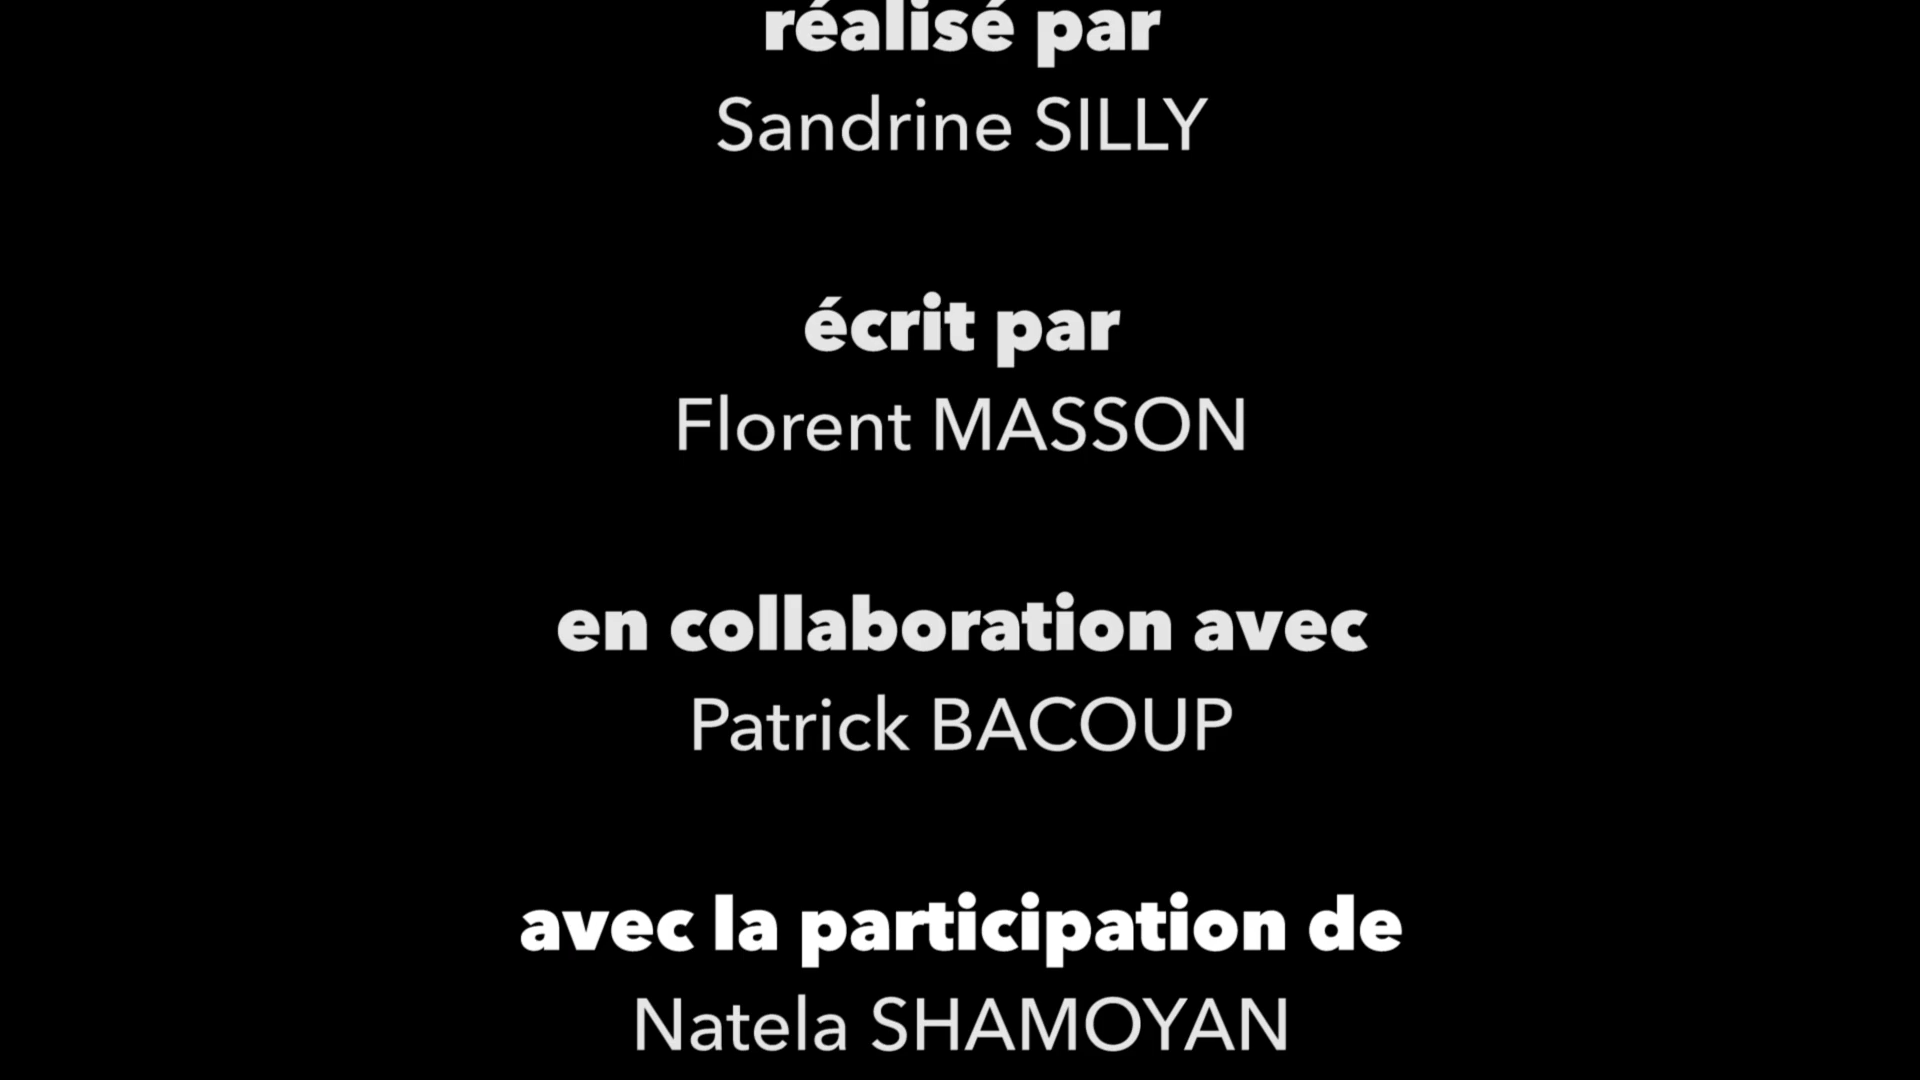 réalisé par
Sandrine SILLY
écrit par
Florent MASSON
en collaboration avec
Patrick BACOUP
avec la participation de
Natela SHAMOYAN